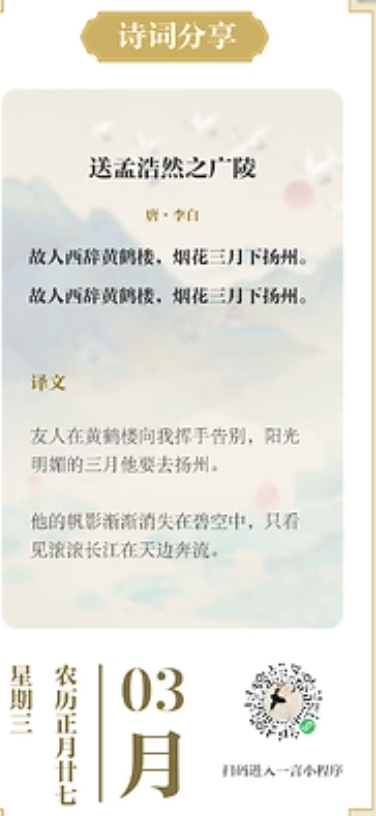 诗词分享
送孟浩然之广陵
唐·李白
故人西辞黄鹤楼，烟花三月下扬州。
故人西辞黄鹤楼，烟花三月下扬州。
译文
友人在黄鹤楼向我挥手告别，阳光
明媚的三月他要去扬州。
他的帆影渐渐消失在碧空中，只看
见滚滚长江在天边奔流。
星期三
农历正月廿七
03
月
扫码进入一言小程序